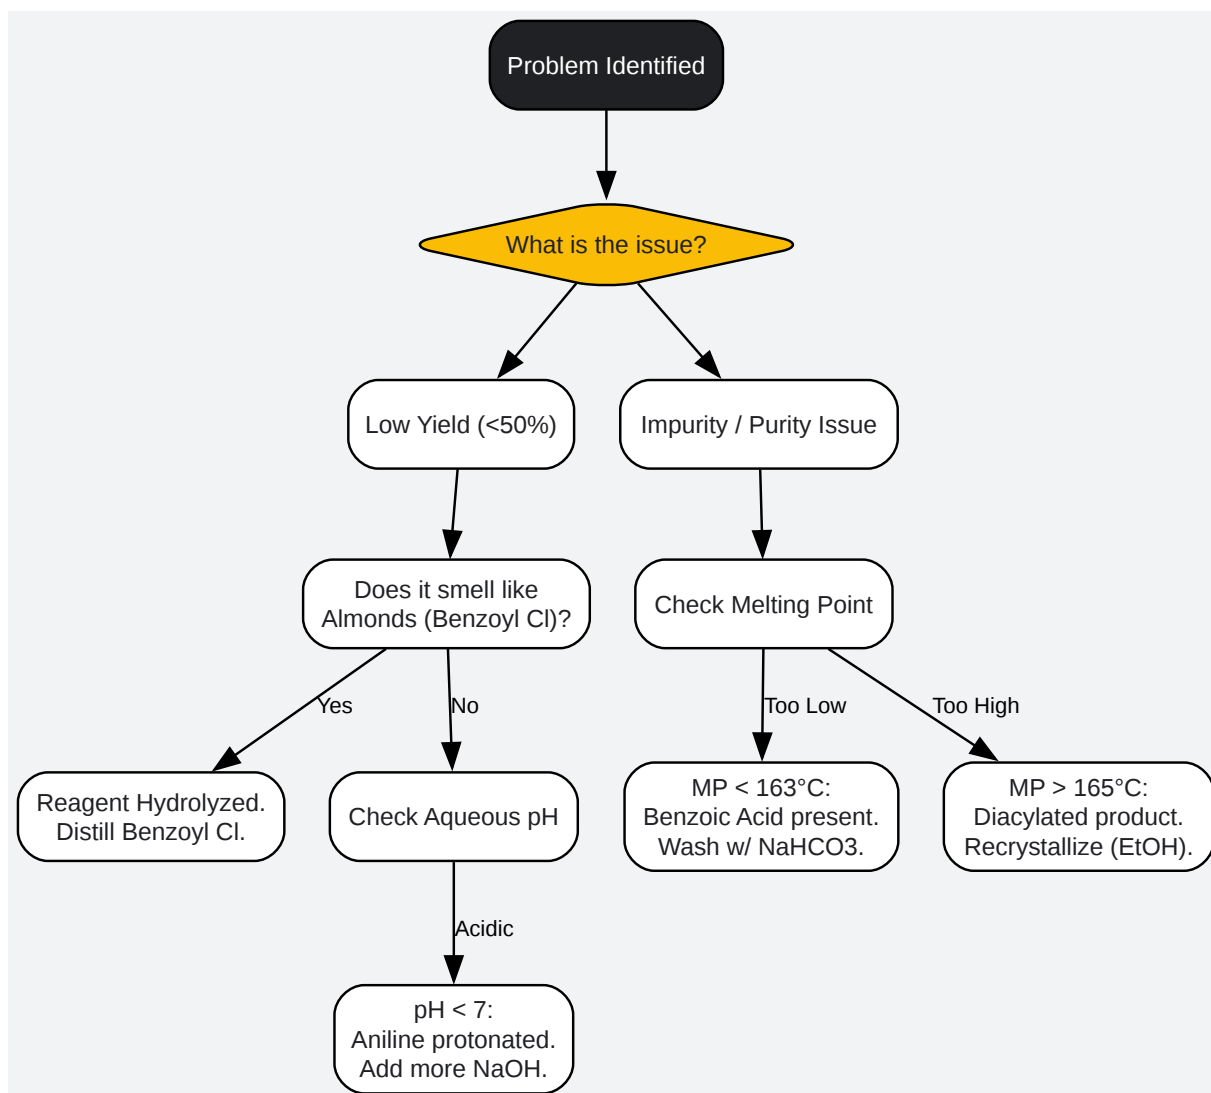 Problem Identified
What is the issue?
Low Yield (<50%)
Impurity / Purity Issue
Does it smell like
Almonds (Benzoyl Cl)?
Check Melting Point
Yes
No
Too Low
Too High
Reagent Hydrolyzed.
Distill Benzoyl Cl.
Check Aqueous pH
MP < 163°C:
Benzoic Acid present.
Wash w/ NaHCO3.
MP > 165°C:
Diacylated product.
Recrystallize (EtOH).
Acidic
pH < 7:
Aniline protonated.
Add more NaOH.